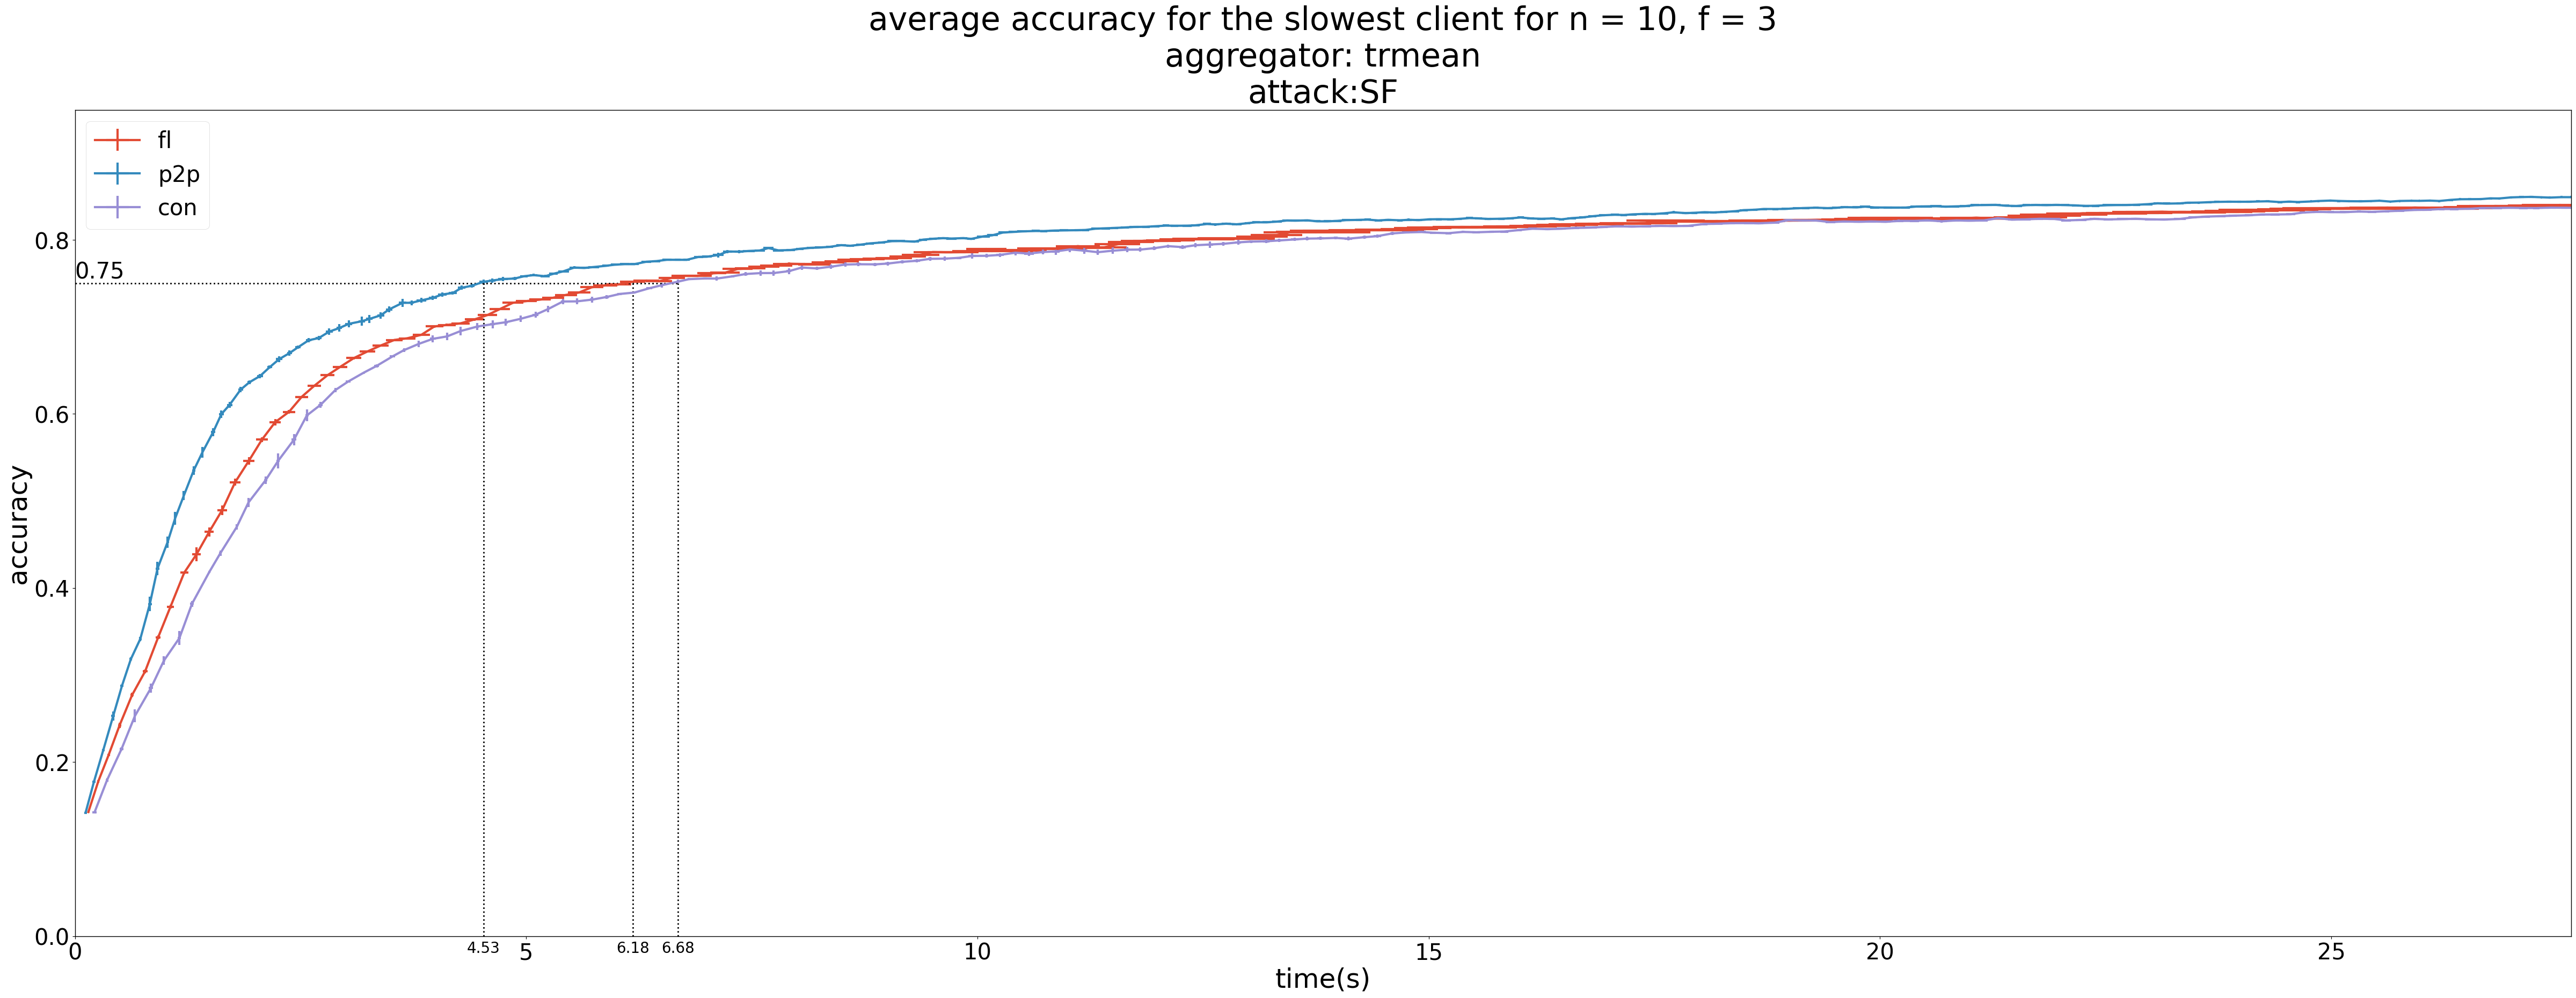 average accuracy for the slowest client for n = 10, f = 3
aggregator: trmean
attack:SF
fl
p2p
con
accuracy
0.8
0.75
0.6
0.4
0.2
0.0
0
4.53
5
6.18
6.68
10
15
20
25
time(s)